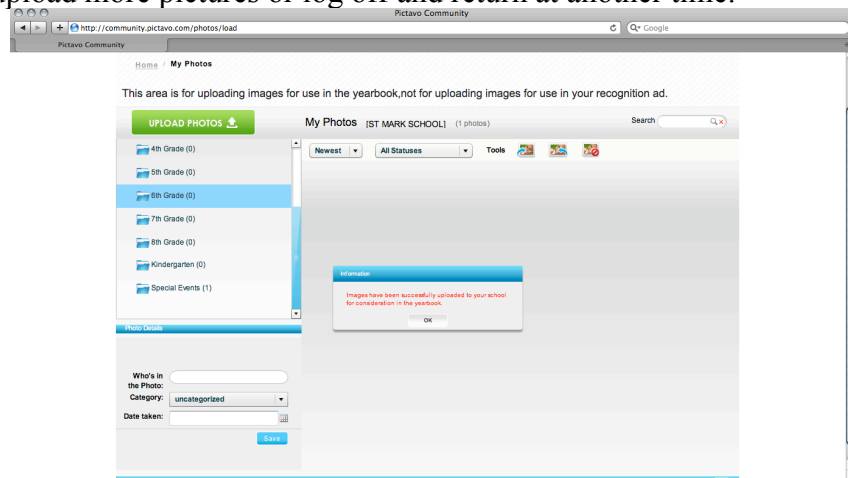 upload more pictures or log off and return at another time.
Pictavo Community
http://community.pictavo.com/photos/load
Google
Pictavo Community
Home / My Photos
This area is for uploading images for use in the yearbook,not for uploading images for use in your recognition ad.
UPLOAD PHOTOS
My Photos [ST MARK SCHOOL] (1 photos)
Search
4th Grade (0)
Newest
All Statuses
Tools
5th Grade (0)
6th Grade (0)
7th Grade (0)
8th Grade (0)
Kindergarten (0)
Special Events (1)
Information
Images have been successfully uploaded to your school
for consideration in the yearbook.
OK
Photo Details
Who's in
the Photo:
Category:
uncategorized
Date taken:
Save